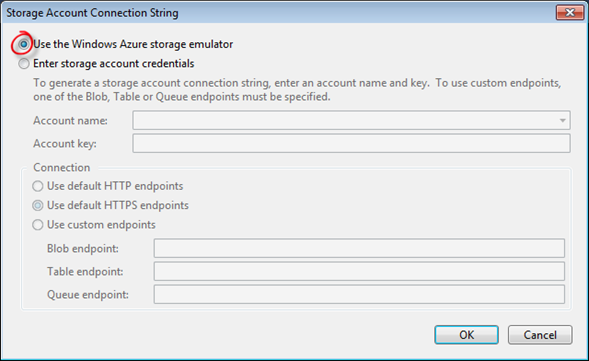 Storage Account Connection String
Use the Windows Azure storage emulator
Enter storage account credentials
To generate a storage account connection string, enter an account name and key.  To use custom endpoints,
one of the Blob, Table or Queue endpoints must be specified.
Account name:
Account key:
Connection
Use default HTTP endpoints
Use default HTTPS endpoints
Use custom endpoints
Blob endpoint:
Table endpoint:
Queue endpoint:
OK Cancel